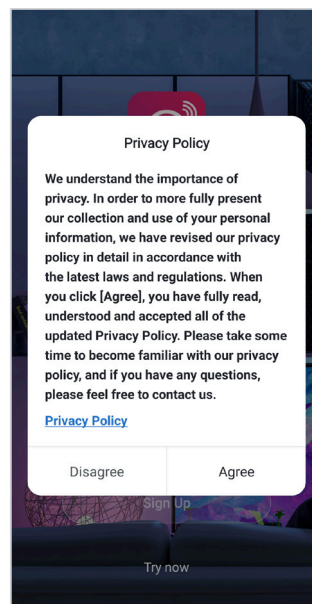 Privacy Policy
We understand the importance of
privacy. In order to more fully present
our collection and use of your personal
information, we have revised our privacy
policy in detail in accordance with
the latest laws and regulations. When
you click [Agree], you have fully read,
understood and accepted all of the
updated Privacy Policy. Please take some
time to become familiar with our privacy
policy, and if you have any questions,
please feel free to contact us.
Privacy Policy
Disagree
Agree
Sign Up
Try now